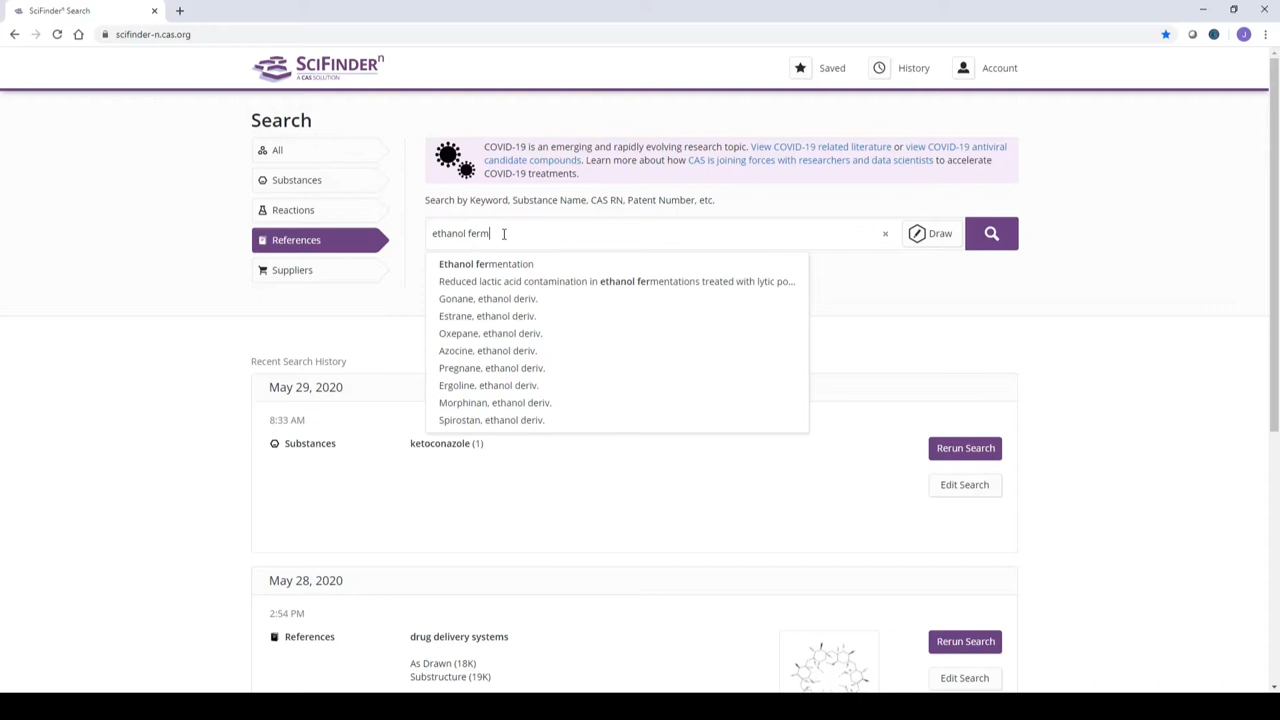 SciFinder® Search
scifinder-n.cas.org
J
SCIFINDER n
A CAS SOLUTION
Saved
History
Account
Search
All
Substances
Reactions
References
Suppliers
COVID-19 is an emerging and rapidly evolving research topic. View COVID-19 related literature or view COVID-19 antiviral
candidate compounds. Learn more about how CAS is joining forces with researchers and data scientists to accelerate
COVID-19 treatments.
Search by Keyword, Substance Name, CAS RN, Patent Number, etc.
ethanol ferm
Draw
Ethanol fermentation
Reduced lactic acid contamination in ethanol fermentations treated with lytic po...
Gonane, ethanol deriv.
Estrane, ethanol deriv.
Oxepane, ethanol deriv.
Azocine, ethanol deriv.
Pregnane, ethanol deriv.
Ergoline, ethanol deriv.
Morphinan, ethanol deriv.
Spirostan, ethanol deriv.
Recent Search History
May 29, 2020
8:33 AM
Substances
ketoconazole (1)
Rerun Search
Edit Search
May 28, 2020
2:54 PM
References
drug delivery systems
As Drawn (18K)
Substructure (19K)
Rerun Search
Edit Search